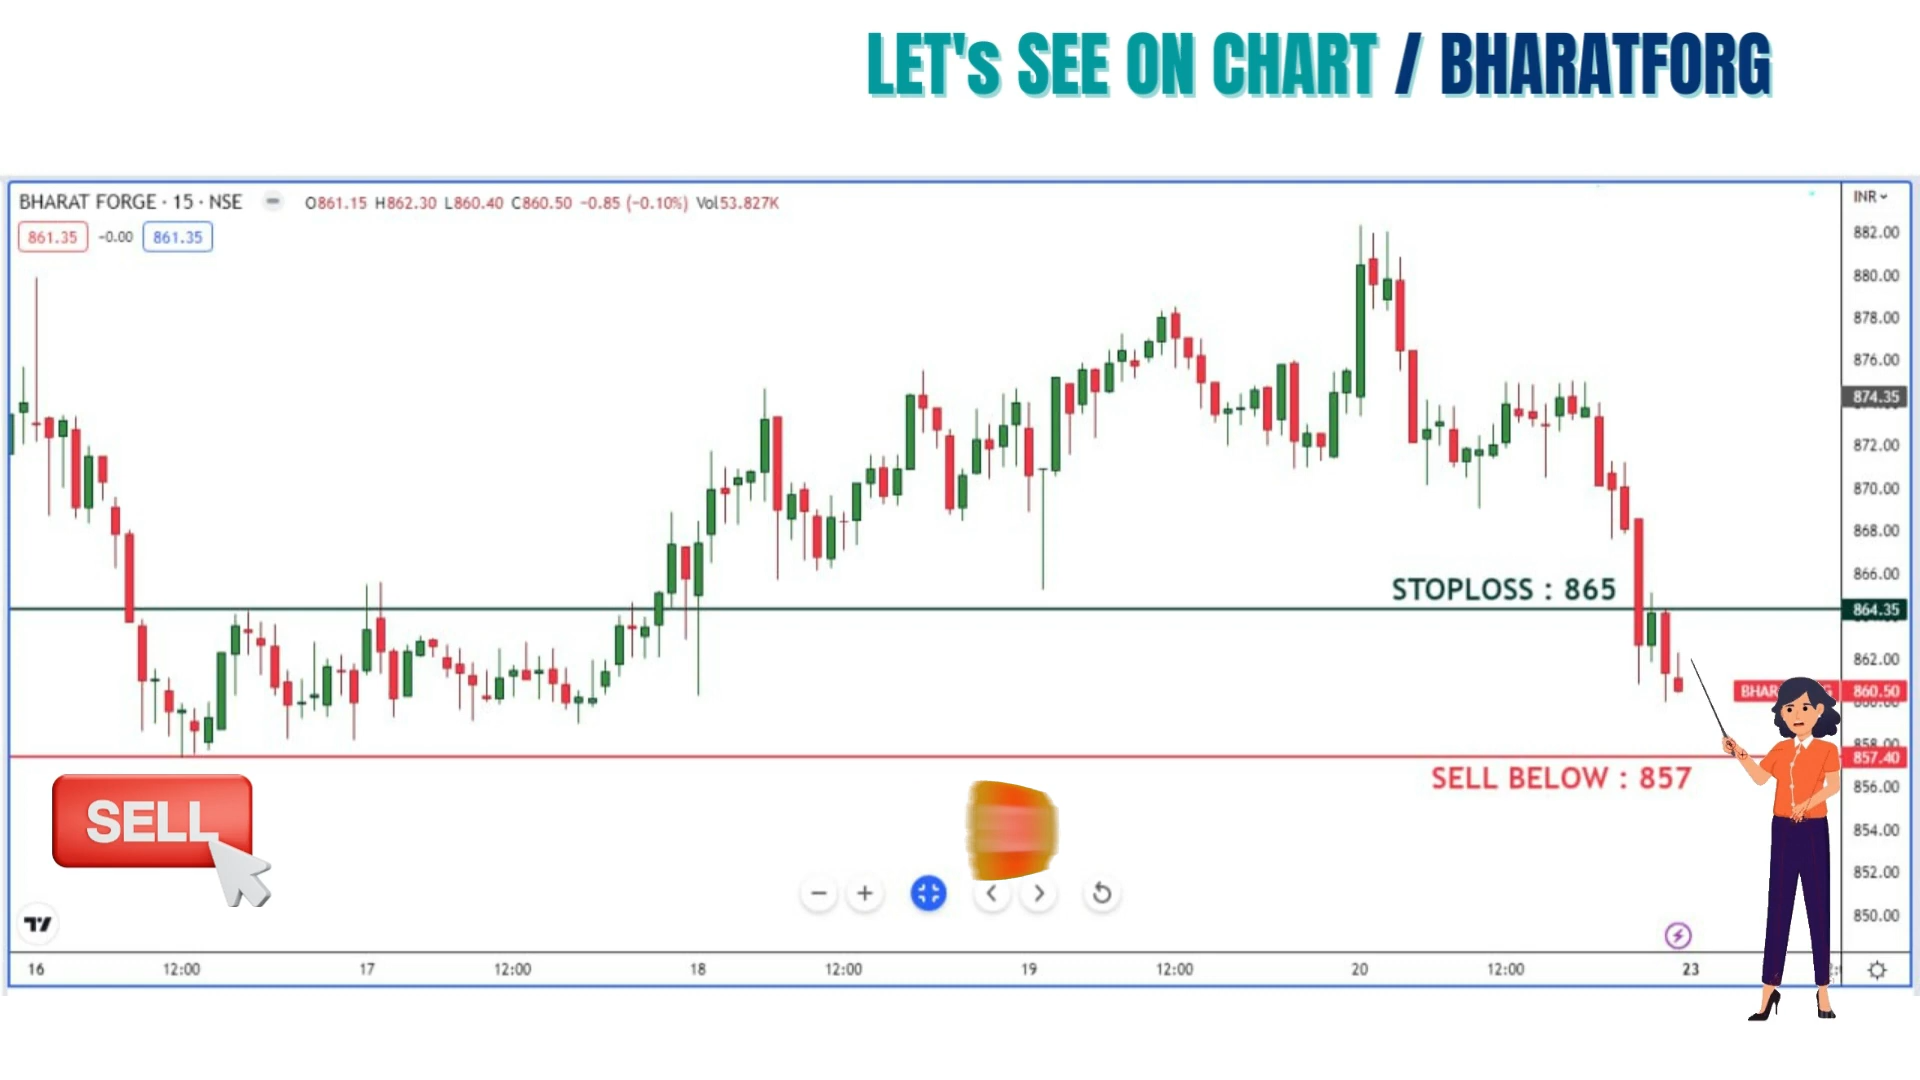 LET's SEE ON CHART / BHARATFORG
BHARAT FORGE · 15 · NSE O861.15 H862.30 L860.40 C860.50 −0.85 (−0.10%) Vol53.827K
INR
861.35 −0.00 861.35
882.00
880.00
878.00
876.00
874.35
872.00
870.00
868.00
866.00
STOPLOSS : 865
864.35
862.00
860.50
860.00
858.00
857.40
SELL BELOW : 857
856.00
SELL
854.00
852.00
850.00
16 12:00 17 12:00 18 12:00 19 12:00 20 12:00 23